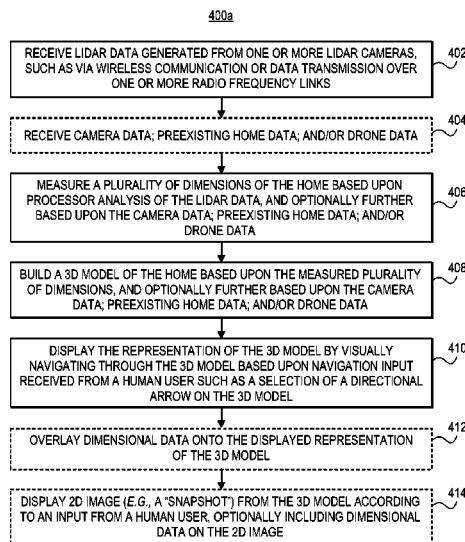 400a
RECEIVE LIDAR DATA GENERATED FROM ONE OR MORE LIDAR CAMERAS,
SUCH AS VIA WIRELESS COMMUNICATION OR DATA TRANSMISSION OVER
ONE OR MORE RADIO FREQUENCY LINKS
402
RECEIVE CAMERA DATA; PREEXISTING HOME DATA; AND/OR DRONE DATA
404
MEASURE A PLURALITY OF DIMENSIONS OF THE HOME BASED UPON
PROCESSOR ANALYSIS OF THE LIDAR DATA, AND OPTIONALLY FURTHER
BASED UPON THE CAMERA DATA; PREEXISTING HOME DATA; AND/OR
DRONE DATA
406
BUILD A 3D MODEL OF THE HOME BASED UPON THE MEASURED PLURALITY
OF DIMENSIONS, AND OPTIONALLY FURTHER BASED UPON THE CAMERA
DATA; PREEXISTING HOME DATA; AND/OR DRONE DATA
408
DISPLAY THE REPRESENTATION OF THE 3D MODEL BY VISUALLY
NAVIGATING THROUGH THE 3D MODEL BASED UPON NAVIGATION INPUT
RECEIVED FROM A HUMAN USER SUCH AS A SELECTION OF A DIRECTIONAL
ARROW ON THE 3D MODEL
410
OVERLAY DIMENSIONAL DATA ONTO THE DISPLAYED REPRESENTATION
OF THE 3D MODEL
412
DISPLAY 2D IMAGE (E.G., A "SNAPSHOT") FROM THE 3D MODEL ACCORDING
TO AN INPUT FROM A HUMAN USER, OPTIONALLY INCLUDING DIMENSIONAL
DATA ON THE 2D IMAGE
414